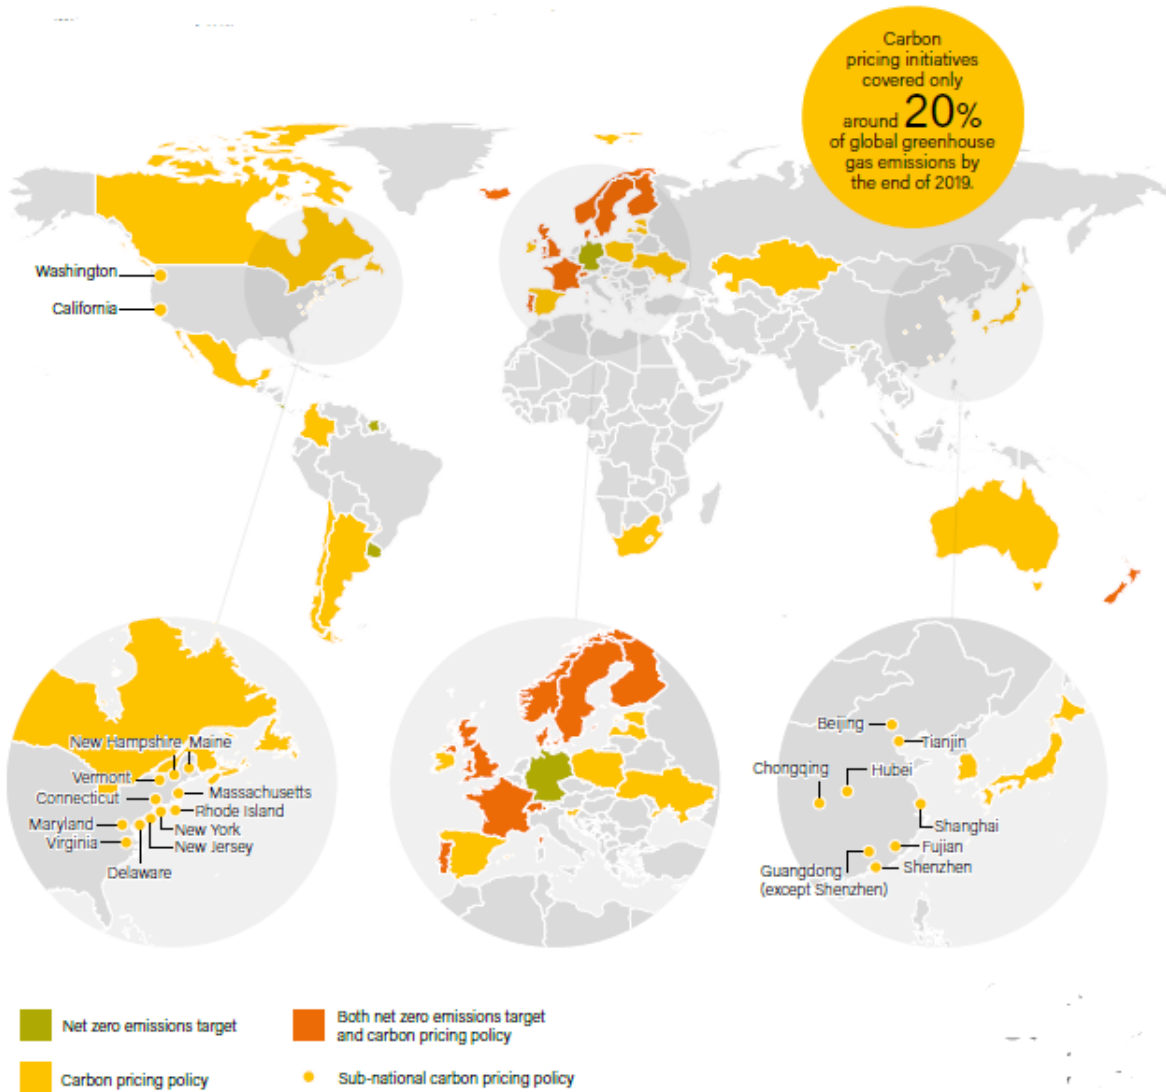 Carbon
pricing initiatives
covered only
around 20%
of global greenhouse
gas emissions by
the end of 2019.
Washington
California
New Hampshire
Maine
Vermont
Massachusetts
Connecticut
Rhode Island
Maryland
New York
Virginia
New Jersey
Delaware
Beijing
Tianjin
Chongqing
Hubei
Shanghai
Fujian
Guangdong
(except Shenzhen)
Shenzhen
Net zero emissions target
Both net zero emissions target
and carbon pricing policy
Carbon pricing policy
Sub-national carbon pricing policy